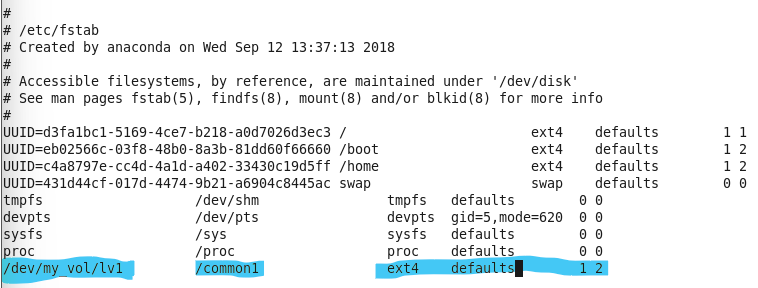 #
# /etc/fstab
# Created by anaconda on Wed Sep 12 13:37:13 2018
#
# Accessible filesystems, by reference, are maintained under '/dev/disk'
# See man pages fstab(5), findfs(8), mount(8) and/or blkid(8) for more info
#
UUID=d3fa1bc1-5169-4ce7-b218-a0d7026d3ec3 /                       ext4    defaults        1 1
UUID=eb02566c-03f8-48b0-8a3b-81dd60f66660 /boot                   ext4    defaults        1 2
UUID=c4a8797e-cc4d-4a1d-a402-33430c19d5ff /home                   ext4    defaults        1 2
UUID=431d44cf-017d-4474-9b21-a6904c8445ac swap                    swap    defaults        0 0
tmpfs                   /dev/shm                tmpfs   defaults        0 0
devpts                  /dev/pts                devpts  gid=5,mode=620  0 0
sysfs                   /sys                    sysfs   defaults        0 0
proc                    /proc                   proc    defaults        0 0
/dev/my_vol/lv1         /common1                ext4    defaults        1 2